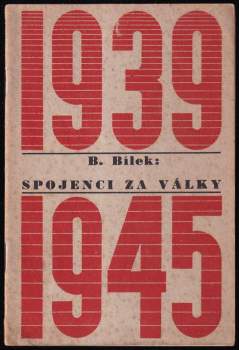 1939
B. Bílek:
SPOJENCI ZA VÁLKY
1945